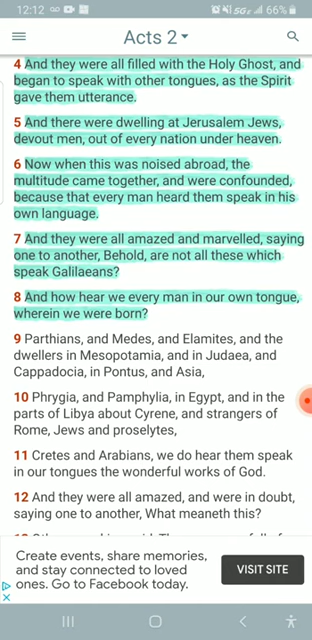 12:12
5GE
66%
Acts 2
4 And they were all filled with the Holy Ghost, and
began to speak with other tongues, as the Spirit
gave them utterance.
5 And there were dwelling at Jerusalem Jews,
devout men, out of every nation under heaven.
6 Now when this was noised abroad, the
multitude came together, and were confounded,
because that every man heard them speak in his
own language.
7 And they were all amazed and marvelled, saying
one to another, Behold, are not all these which
speak Galilaeans?
8 And how hear we every man in our own tongue,
wherein we were born?
9 Parthians, and Medes, and Elamites, and the
dwellers in Mesopotamia, and in Judaea, and
Cappadocia, in Pontus, and Asia,
10 Phrygia, and Pamphylia, in Egypt, and in the
parts of Libya about Cyrene, and strangers of
Rome, Jews and proselytes,
11 Cretes and Arabians, we do hear them speak
in our tongues the wonderful works of God.
12 And they were all amazed, and were in doubt,
saying one to another, What meaneth this?
Create events, share memories,
and stay connected to loved
ones. Go to Facebook today.
VISIT SITE